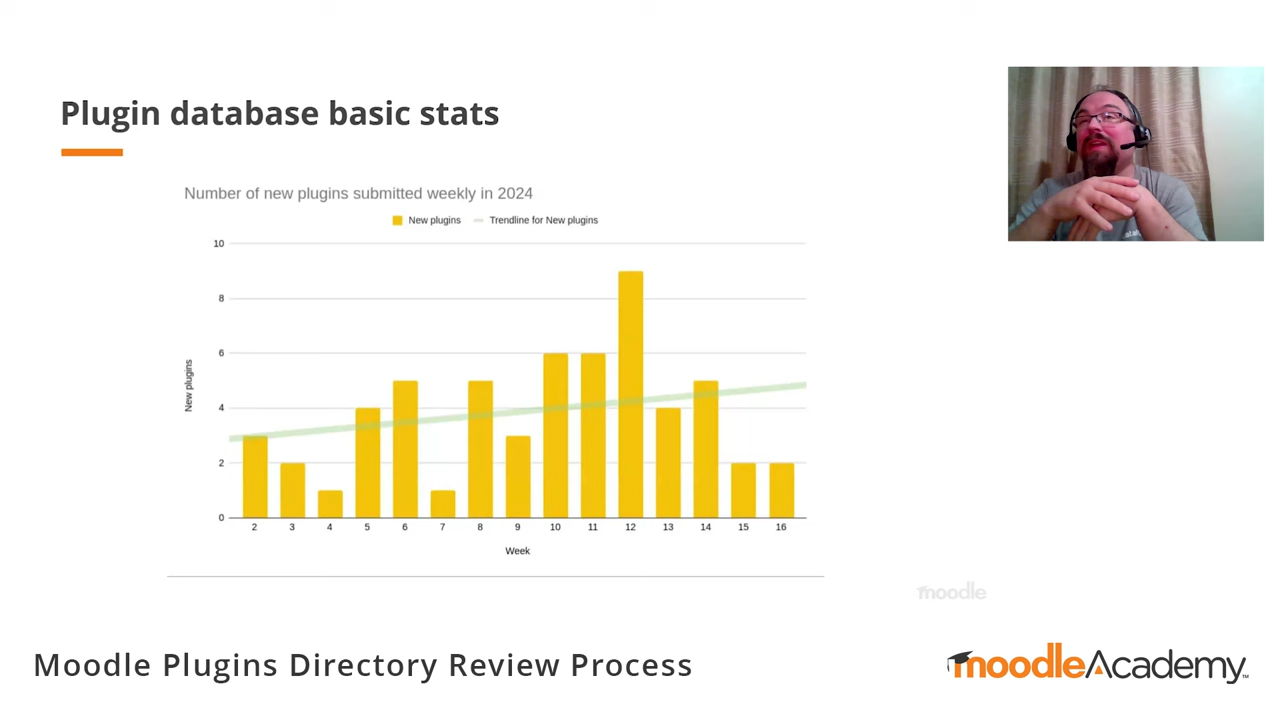 Plugin database basic stats
Number of new plugins submitted weekly in 2024
New plugins
Trendline for New plugins
10
8
6
4
2
0
New plugins
2 3 4 5 6 7 8 9 10 11 12 13 14 15 16
Week
moodle
Moodle Plugins Directory Review Process
moodleAcademy™